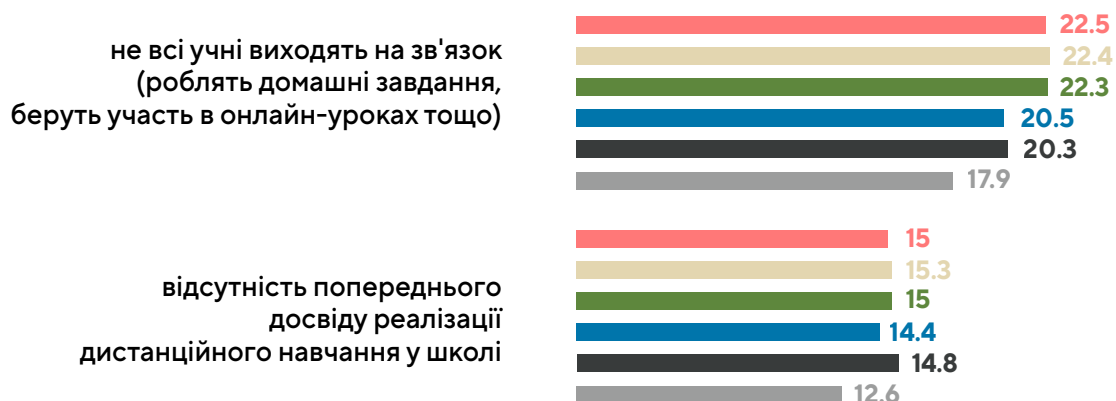 не всі учні виходять на зв'язок
(роблять домашні завдання,
беруть участь в онлайн-уроках тощо)
22.5
22.4
22.3
20.5
20.3
17.9
відсутність попереднього
досвіду реалізації
дистанційного навчання у школі
15
15.3
15
14.4
14.8
12.6